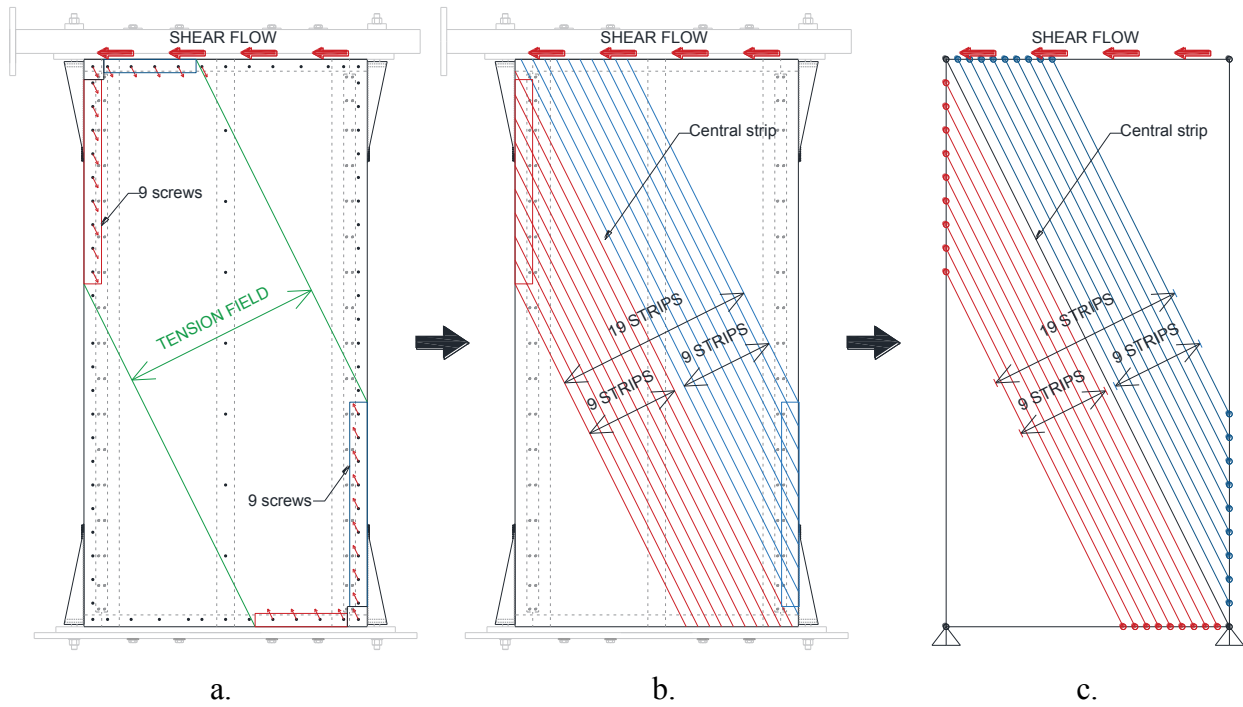 SHEAR FLOW
9 screws
TENSION FIELD
9 screws
a.
SHEAR FLOW
Central strip
19 STRIPS
9 STRIPS
9 STRIPS
b.
SHEAR FLOW
Central strip
19 STRIPS
9 STRIPS
9 STRIPS
c.